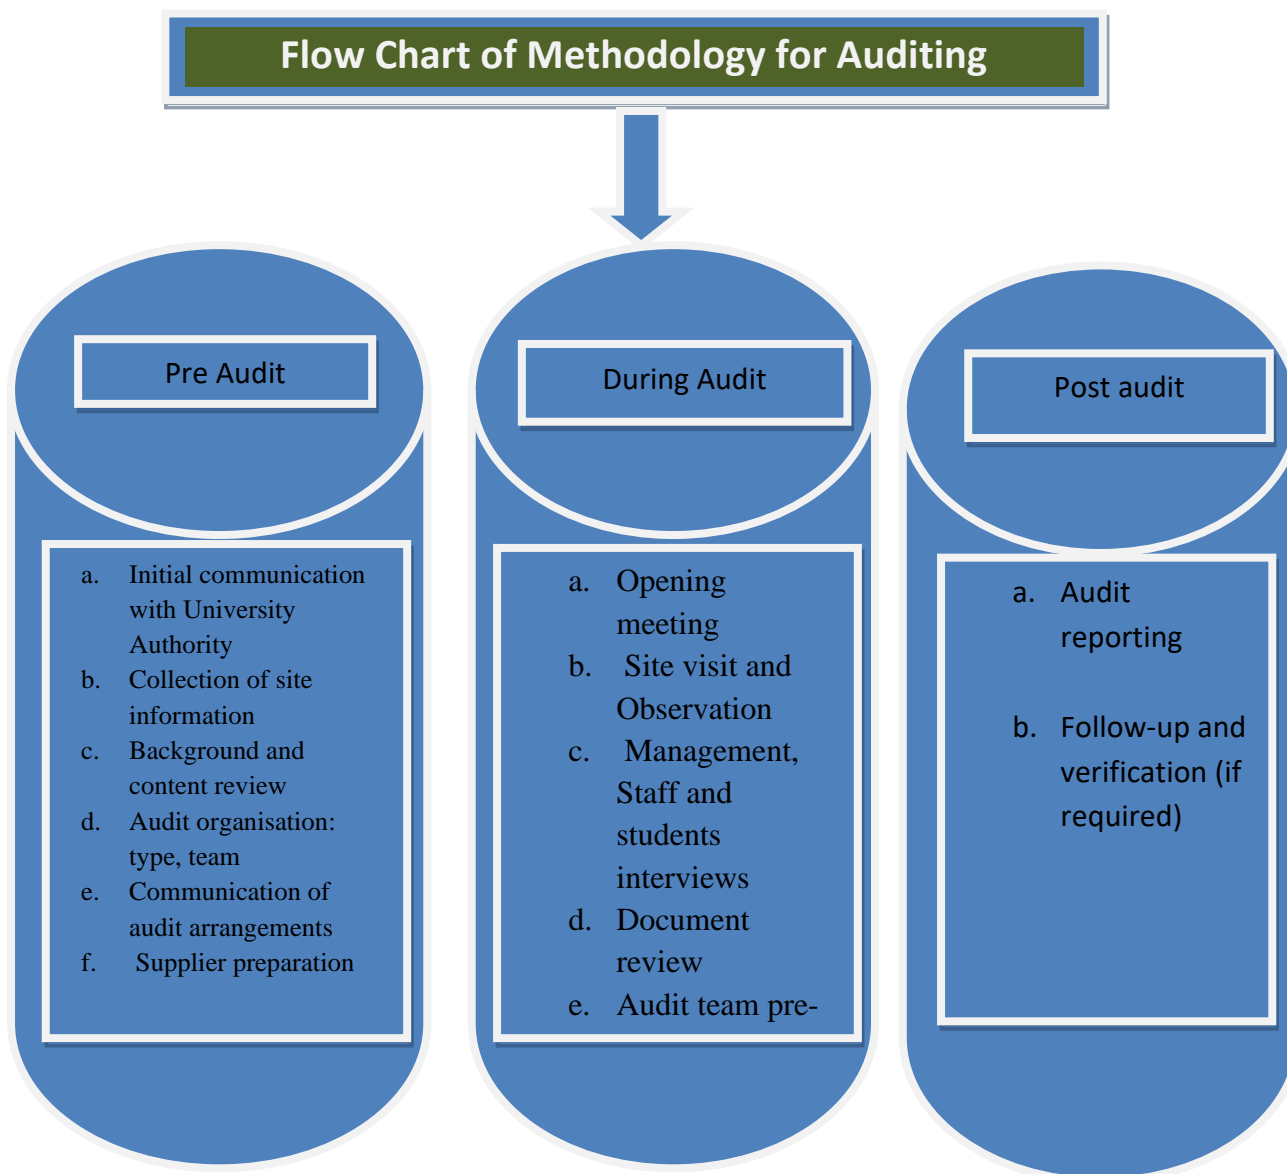 Flow Chart of Methodology for Auditing
Pre Audit
a. Initial communication
with University
Authority
b. Collection of site
information
c. Background and
content review
d. Audit organisation:
type, team
e. Communication of
audit arrangements
f. Supplier preparation
During Audit
a. Opening
meeting
b. Site visit and
Observation
c. Management,
Staff and
students
interviews
d. Document
review
e. Audit team pre-
Post audit
a. Audit
reporting
b. Follow-up and
verification (if
required)